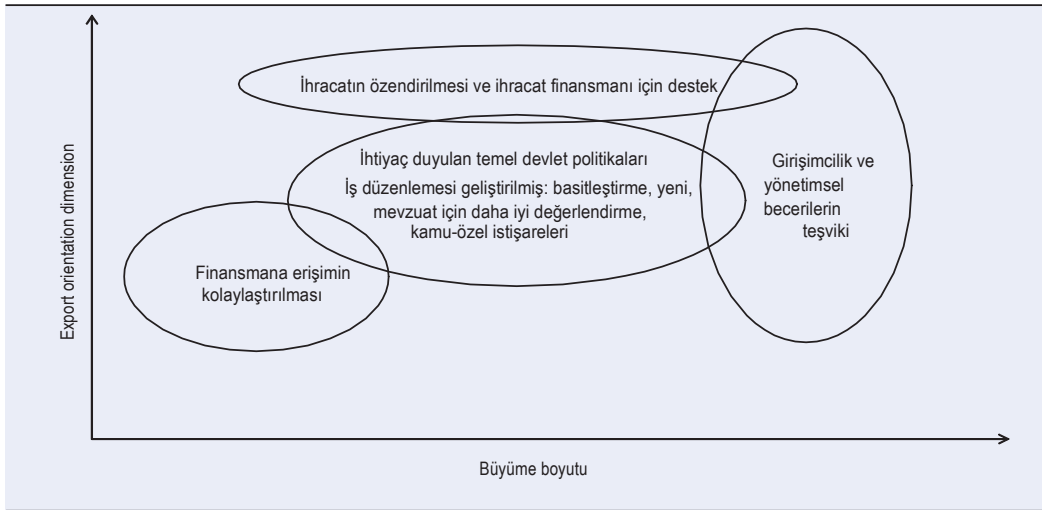 İhracatın özendirilmesi ve ihracat finansmanı için destek
İhtiyaç duyulan temel devlet politikaları
İş düzenlemesi geliştirilmiş: basitleştirme, yeni,
mevzuat için daha iyi değerlendirme,
kamu-özel istişareleri
Girişimcilik ve
yönetimsel
becerilerin
teşviki
Finansmana erişimin
kolaylaştırılması
Export orientation dimension
Büyüme boyutu